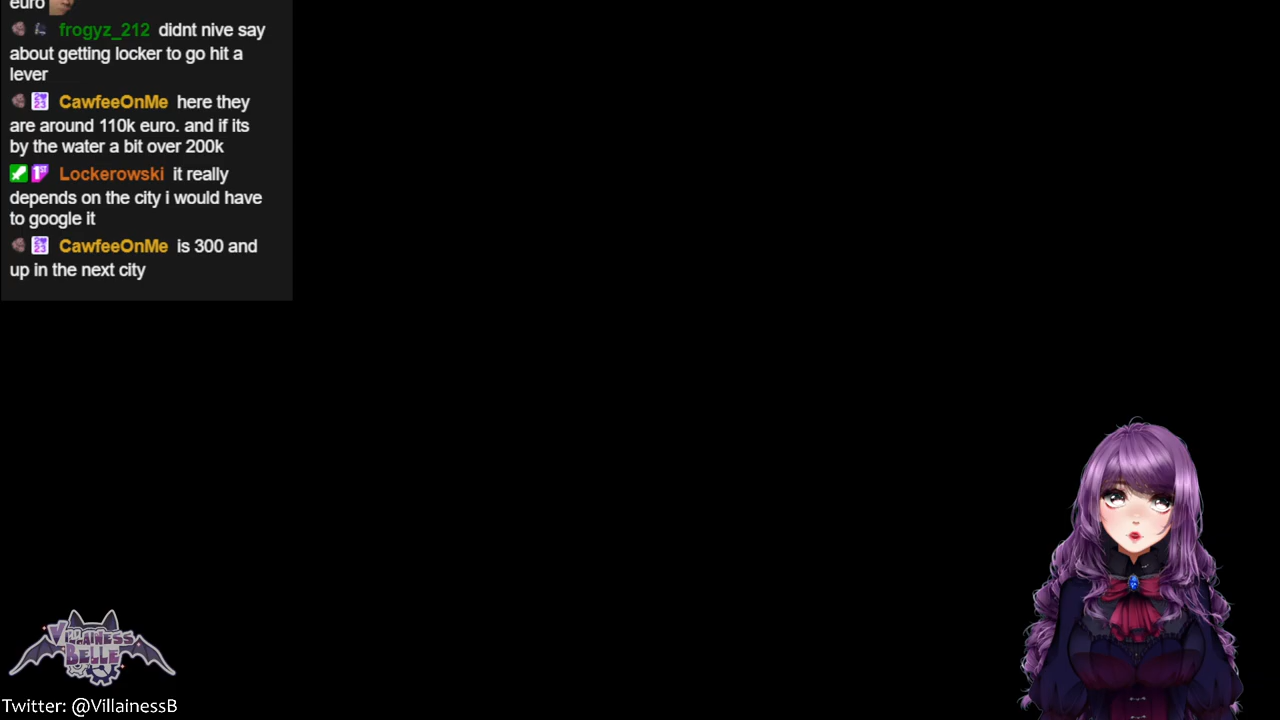 euro
frogyz_212 didnt nive say
about getting locker to go hit a
lever
CawfeeOnMe here they
are around 110k euro. and if its
by the water a bit over 200k
Lockerowski it really
depends on the city i would have
to google it
CawfeeOnMe is 300 and
up in the next city
VILLAINESS
BELLE
Twitter: @VillainessB